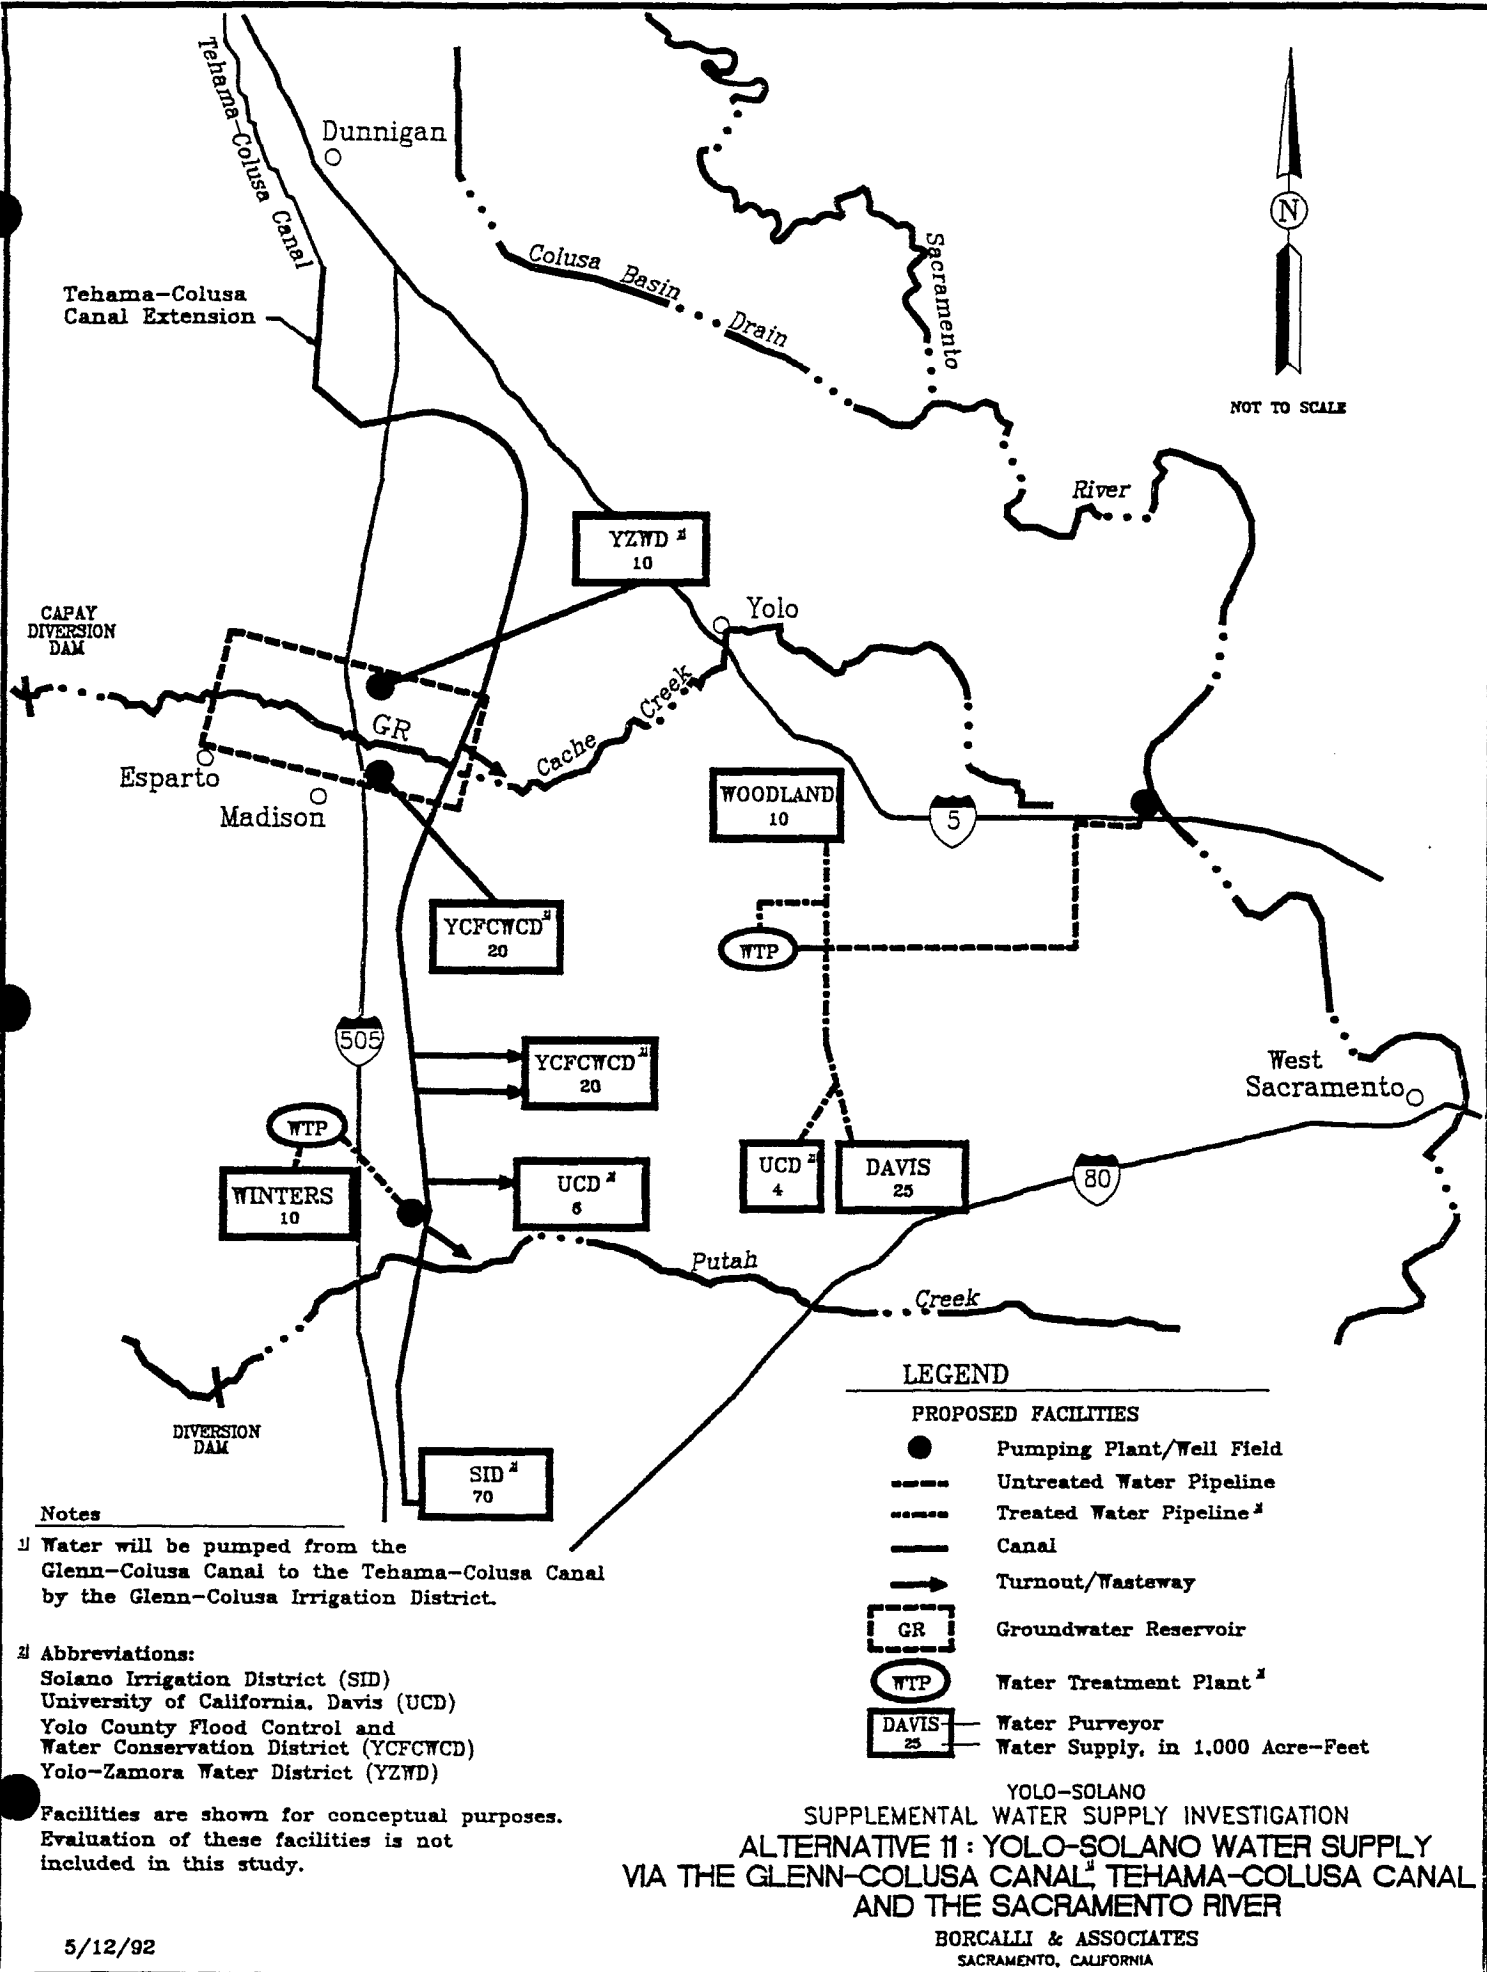 Tehama-Colusa Canal
Dunnigan
Colusa Basin Drain
Sacramento
River
N
NOT TO SCALE
Tehama-Colusa
Canal Extension
YZWD 2|
10
CAPAY
DIVERSION
DAM
Yolo
GR
Cache Creek
Esparto
Madison
WOODLAND
10
5
YCFCWCD 2|
20
WTP
505
YCFCWCD 2|
20
West
Sacramento
WTP
WINTERS
10
UCD 2|
UCD 2|
4
DAVIS
25
80
Putah Creek
DIVERSION
DAM
SID 2|
70
LEGEND
PROPOSED FACILITIES
Pumping Plant/Well Field
Untreated Water Pipeline
Treated Water Pipeline
Canal
Turnout/Wasteway
GR Groundwater Reservoir
WTP Water Treatment Plant
DAVIS Water Purveyor
25 Water Supply, in 1,000 Acre-Feet
Notes
1| Water will be pumped from the
Glenn-Colusa Canal to the Tehama-Colusa Canal
by the Glenn-Colusa Irrigation District.
2| Abbreviations:
Solano Irrigation District (SID)
University of California, Davis (UCD)
Yolo County Flood Control and
Water Conservation District (YCFCWCD)
Yolo-Zamora Water District (YZWD)
Facilities are shown for conceptual purposes.
Evaluation of these facilities is not
included in this study.
5/12/92
YOLO-SOLANO
SUPPLEMENTAL WATER SUPPLY INVESTIGATION
ALTERNATIVE 11 : YOLO-SOLANO WATER SUPPLY
VIA THE GLENN-COLUSA CANAL,1| TEHAMA-COLUSA CANAL
AND THE SACRAMENTO RIVER
BORCALLI & ASSOCIATES
SACRAMENTO, CALIFORNIA